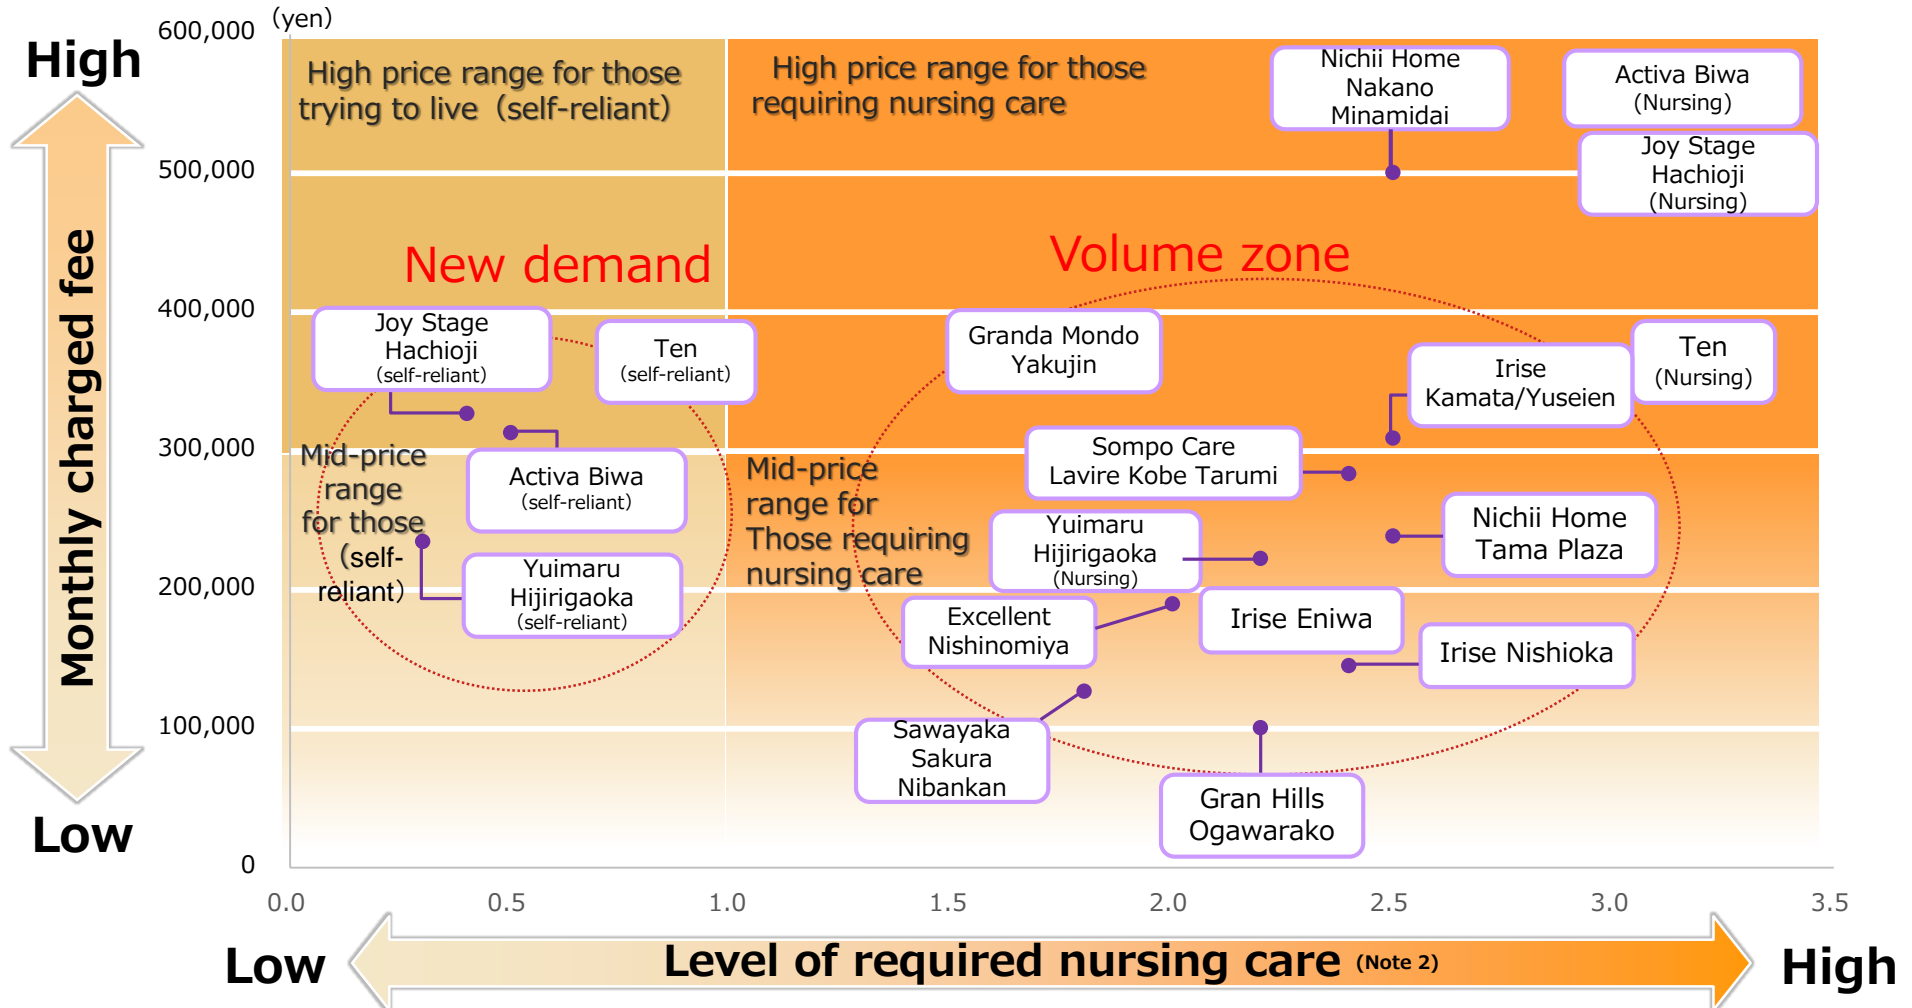 （yen）
600,000
500,000
400,000
300,000
200,000
100,000
0
High
Monthly charged fee
Low
High price range for those
trying to live（self-reliant）
High price range for those
requiring nursing care
Nichii Home
Nakano
Minamidai
Activa Biwa
（Nursing）
Joy Stage
Hachioji
（Nursing）
New demand
Volume zone
Joy Stage
Hachioji
（self-reliant）
Ten
（self-reliant）
Granda Mondo
Yakujin
Irise
Kamata/Yuseien
Ten
（Nursing）
Mid-price
range
for those
（self-
reliant）
Activa Biwa
（self-reliant）
Yuimaru
Hijirigaoka
（self-reliant）
Mid-price
range for
Those requiring
nursing care
Sompo Care
Lavire Kobe Tarumi
Yuimaru
Hijirigaoka
（Nursing）
Nichii Home
Tama Plaza
Excellent
Nishinomiya
Irise Eniwa
Irise Nishioka
Sawayaka
Sakura
Nibankan
Gran Hills
Ogawarako
0.0
0.5
1.0
1.5
2.0
2.5
3.0
3.5
Low
Level of required nursing care (Note 2)
High